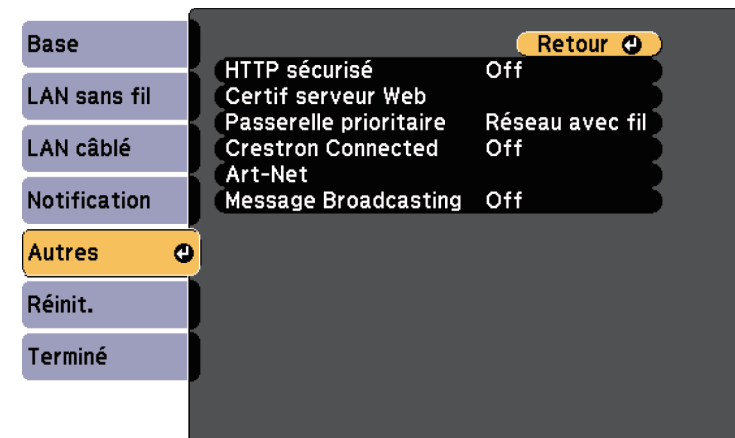 Base
LAN sans fil
LAN câblé
Notification
Autres
Réinit.
Terminé
Retour
HTTP sécurisé Off
Certif serveur Web
Passerelle prioritaire Réseau avec fil
Crestron Connected Off
Art-Net
Message Broadcasting Off